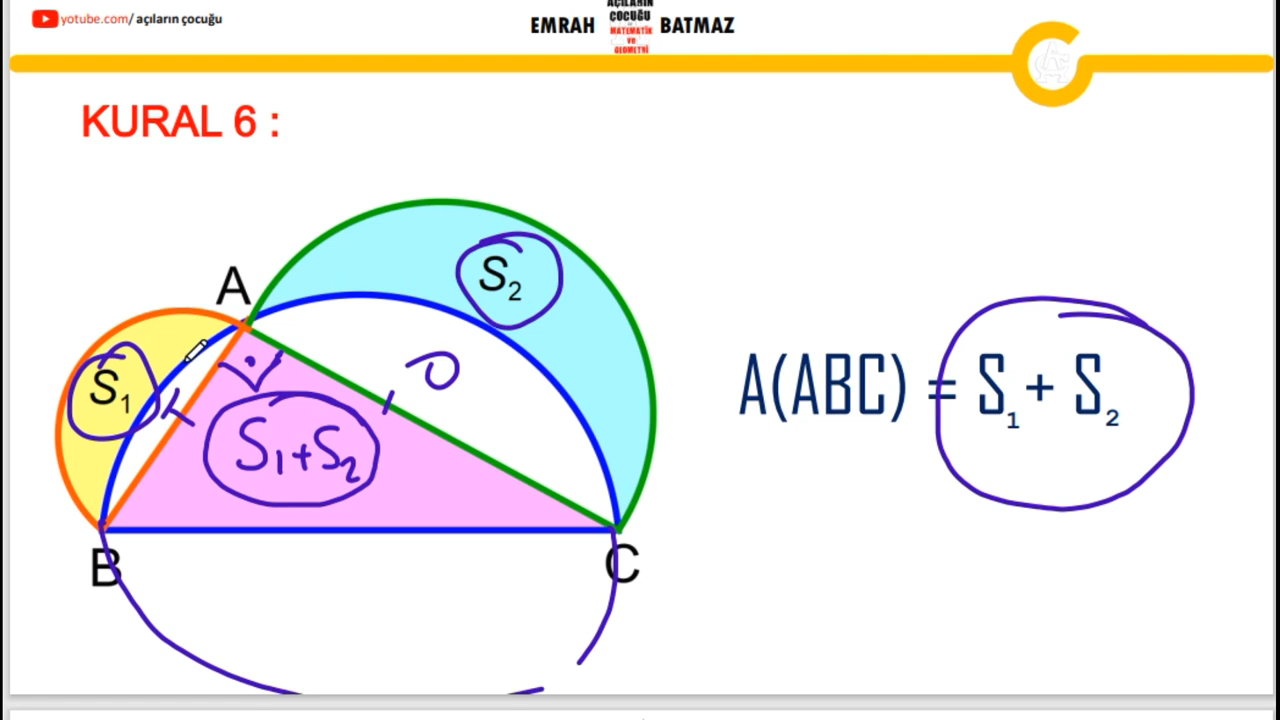 yotube.com/ açıların çocuğu
EMRAH
AÇILARIN
ÇOCUĞU
MATEMATİK
ve
GEOMETRİ
BATMAZ
KURAL 6 :
A
S2
S1
S1+S2
A(ABC) = S1 + S2
B
C